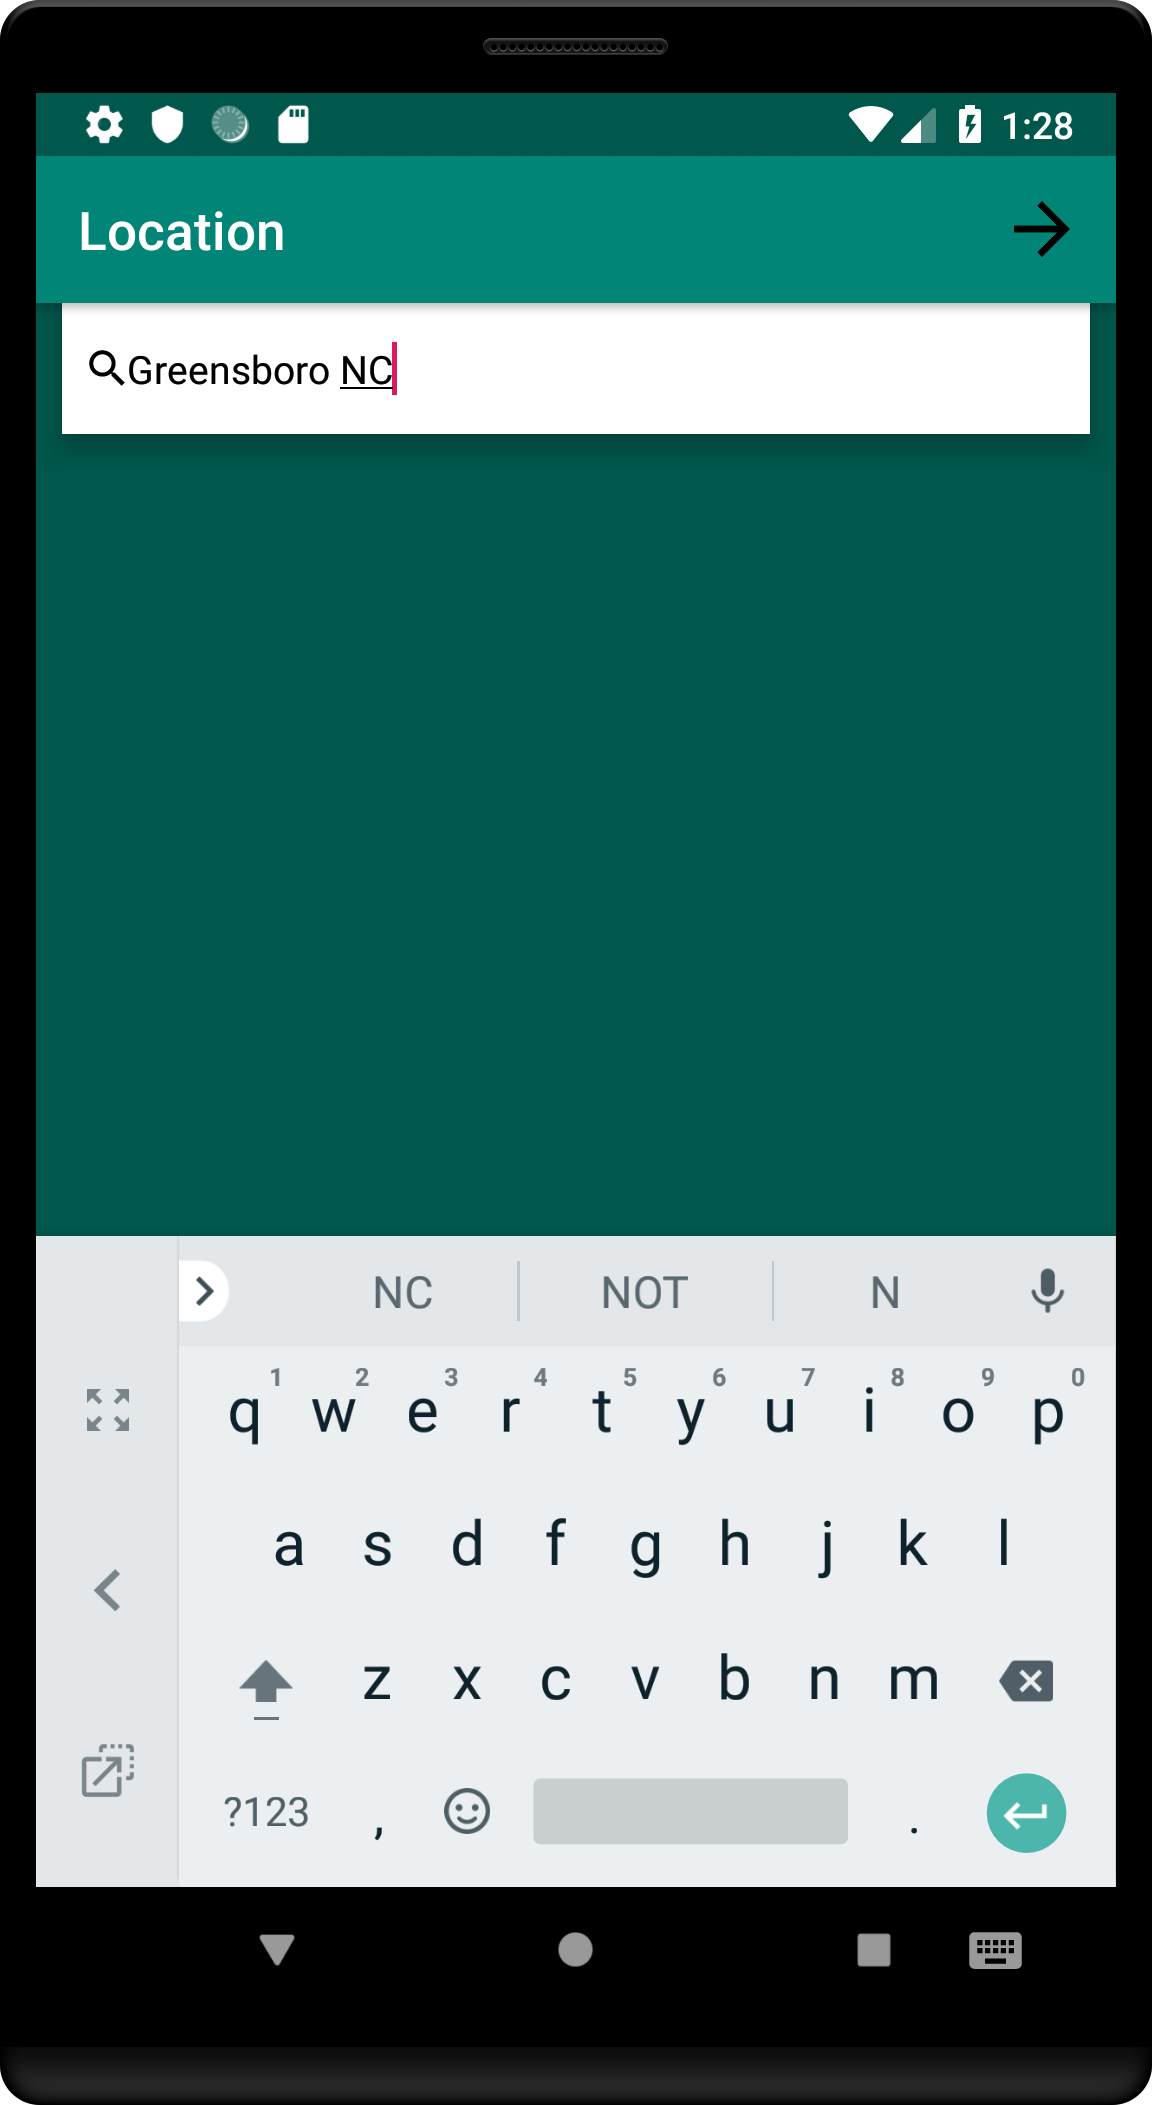 1:28
Location
Greensboro NC
NC NOT N
1 2 3 4 5 6 7 8 9 0
q w e r t y u i o p
a s d f g h j k l
z x c v b n m
?123 , .